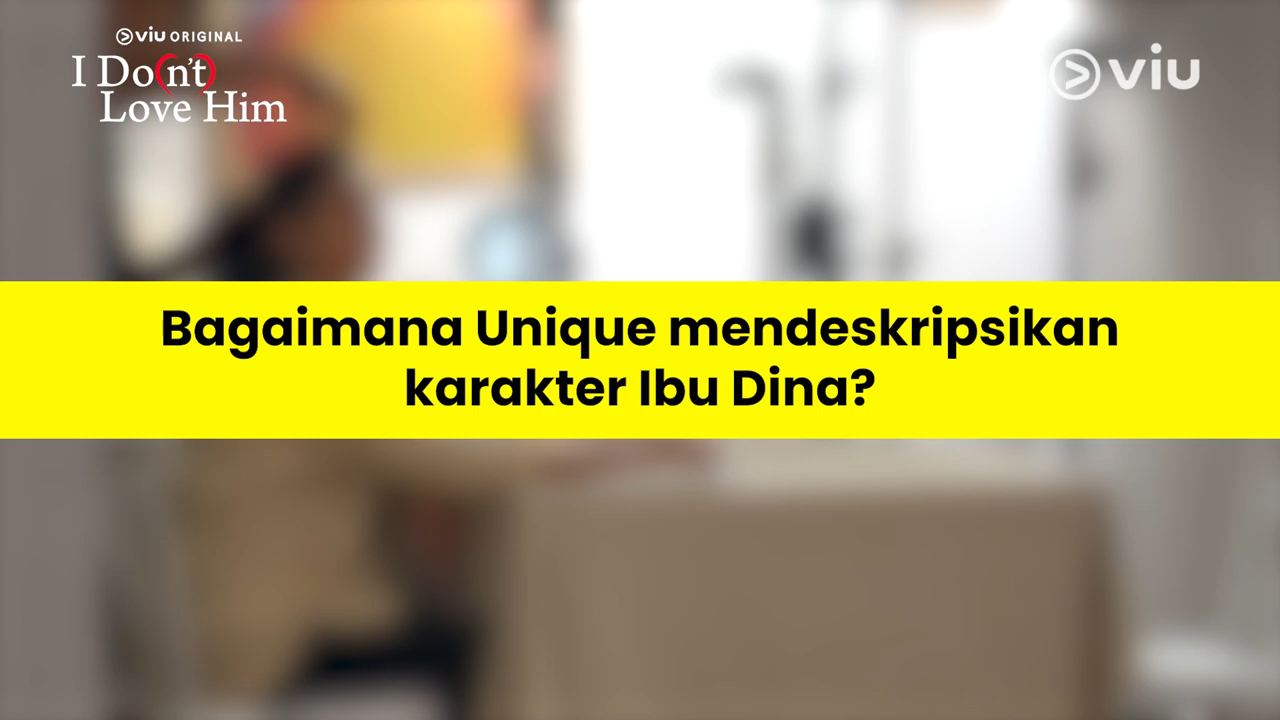 viu ORIGINAL
I Do(n't)
Love Him
viu
Bagaimana Unique mendeskripsikan
karakter Ibu Dina?